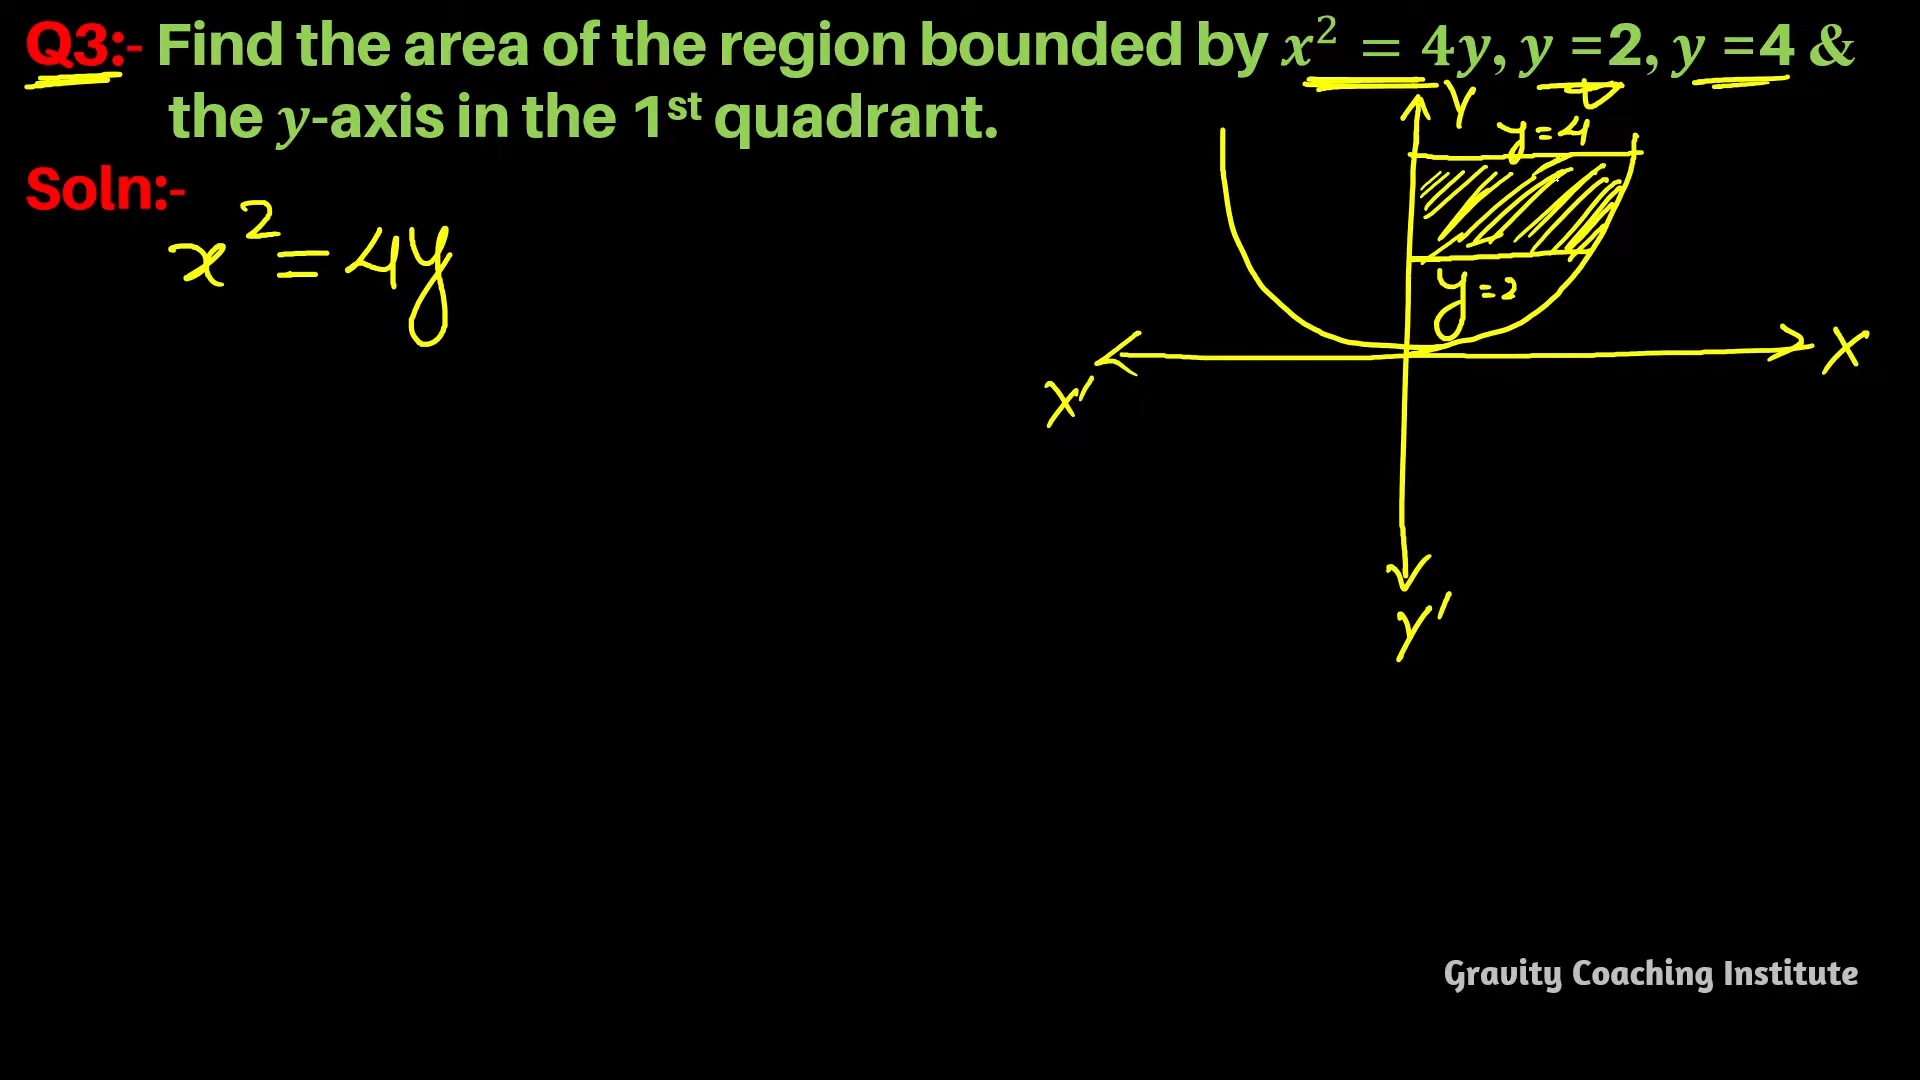 Q3:- Find the area of the region bounded by x² = 4y, y =2, y =4 &
the y-axis in the 1st quadrant.
Soln:-
x² = 4y
Y
y=4
y=2
X
X'
Y'
Gravity Coaching Institute